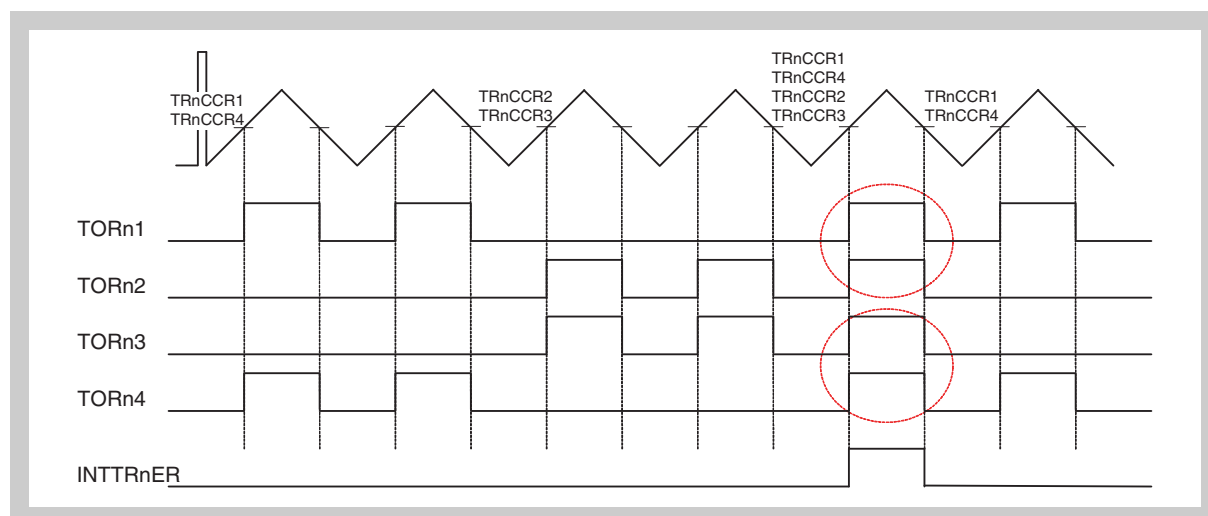 TRnCCR1
TRnCCR4
TRnCCR2
TRnCCR3
TRnCCR1
TRnCCR4
TRnCCR2
TRnCCR3
TRnCCR1
TRnCCR4
TORn1
TORn2
TORn3
TORn4
INTTRnER